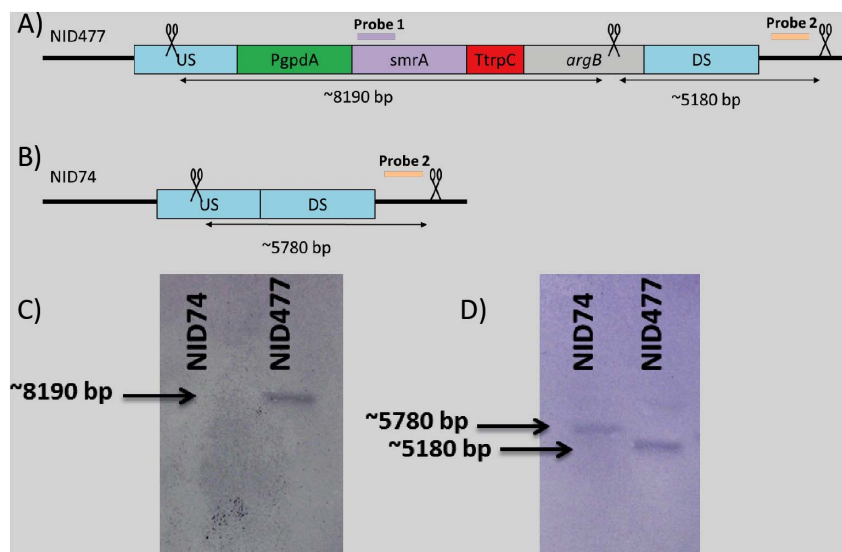 A)
NID477
Probe 1
Probe 2
US PgpdA smrA TtrpC argB DS
~8190 bp
~5180 bp
B)
NID74
Probe 2
US DS
~5780 bp
C)
NID74
NID477
~8190 bp
D)
NID74
NID477
~5780 bp
~5180 bp